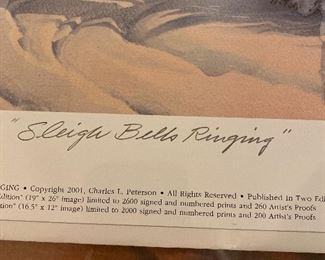 "Sleigh Bells Ringing"
GING • Copyright 2001, Charles L. Peterson • All Rights Reserved • Published in Two Edi
Edition" (19" x 26" image) limited to 2600 signed and numbered prints and 260 Artist's Proofs
tion" (16.5" x 12" image) limited to 2000 signed and numbered prints and 200 Artist's Proofs